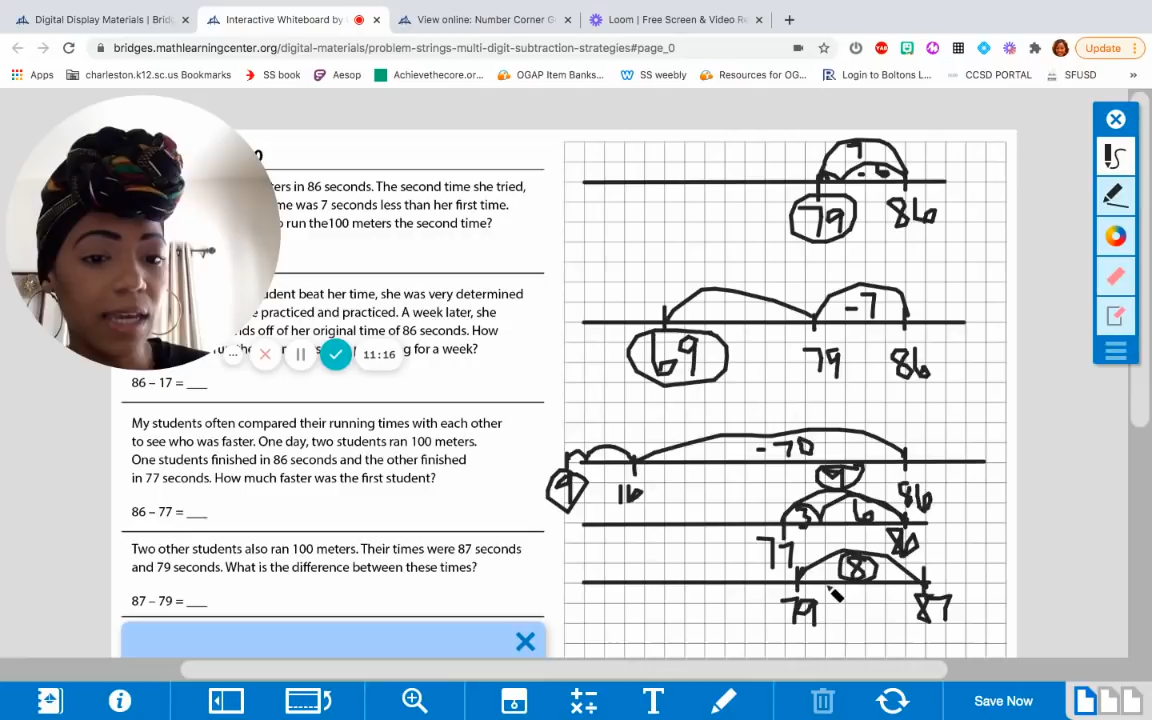 Digital Display Materials | Brid
Interactive Whiteboard by
View online: Number Corner G
Loom | Free Screen & Video Re
bridges.mathlearningcenter.org/digital-materials/problem-strings-multi-digit-subtraction-strategies#page_0
Update
Apps
charleston.k12.sc.us Bookmarks
SS book
Aesop
Achievethecore.or...
OGAP Item Banks...
SS weekly
Resources for OG...
Login to Boltons L...
CCSD PORTAL
SFUSD
»
0
ters in 86 seconds. The second time she tried,
me was 7 seconds less than her first time.
o run the100 meters the second time?
udent beat her time, she was very determined
e practiced and practiced. A week later, she
nds off of her original time of 86 seconds. How
ng for a week?
11:16
86 – 17 = ___
My students often compared their running times with each other
to see who was faster. One day, two students ran 100 meters.
One students finished in 86 seconds and the other finished
in 77 seconds. How much faster was the first student?
86 – 77 = ___
Two other students also ran 100 meters. Their times were 87 seconds
and 79 seconds. What is the difference between these times?
87 – 79 = ___
7
- 6
79 86
-7
69 79 86
-70
9 16 86
9
3 6
77 86
8
79 87
Save Now